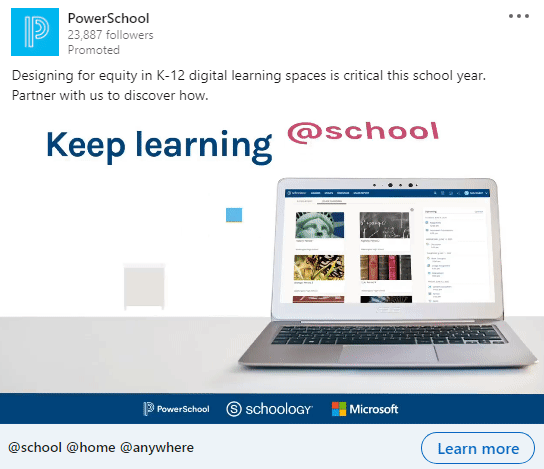 PowerSchool
23,887 followers
Promoted
Designing for equity in K-12 digital learning spaces is critical this school year.
Partner with us to discover how.
Keep learning @school
schoology
PowerSchool
schoology
Microsoft
@school @home @anywhere
Learn more